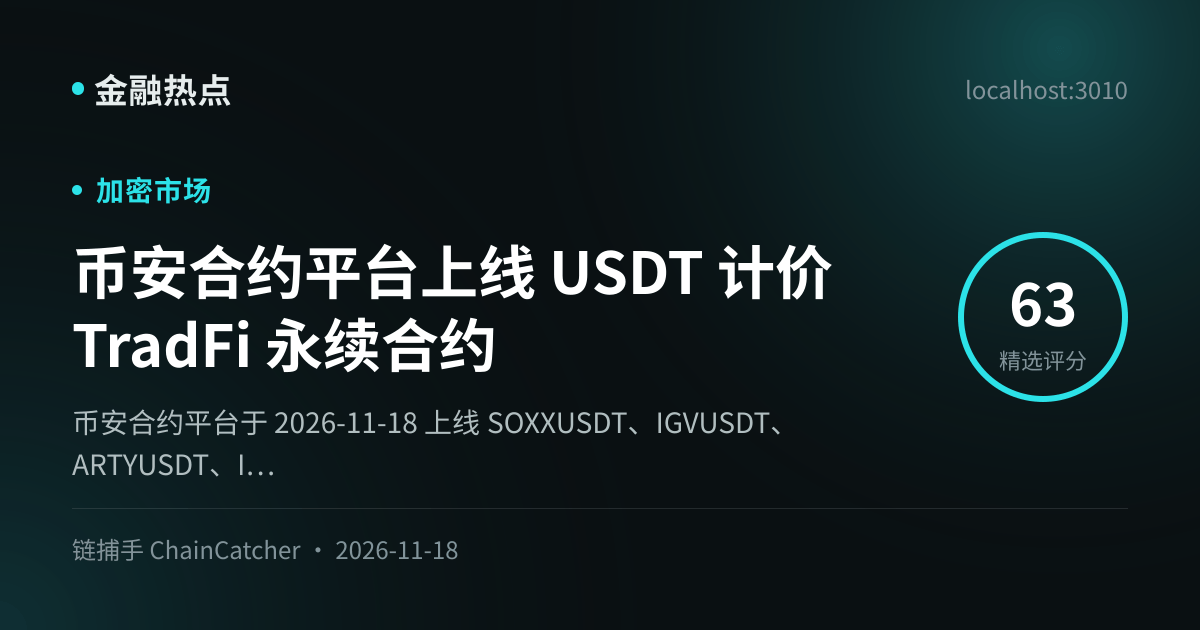 金融热点
localhost:3010
加密市场
币安合约平台上线 USDT 计价
TradFi 永续合约
63
精选评分
币安合约平台于 2026-11-18 上线 SOXXUSDT、IGVUSDT、
ARTYUSDT、I…
链捕手 ChainCatcher · 2026-11-18